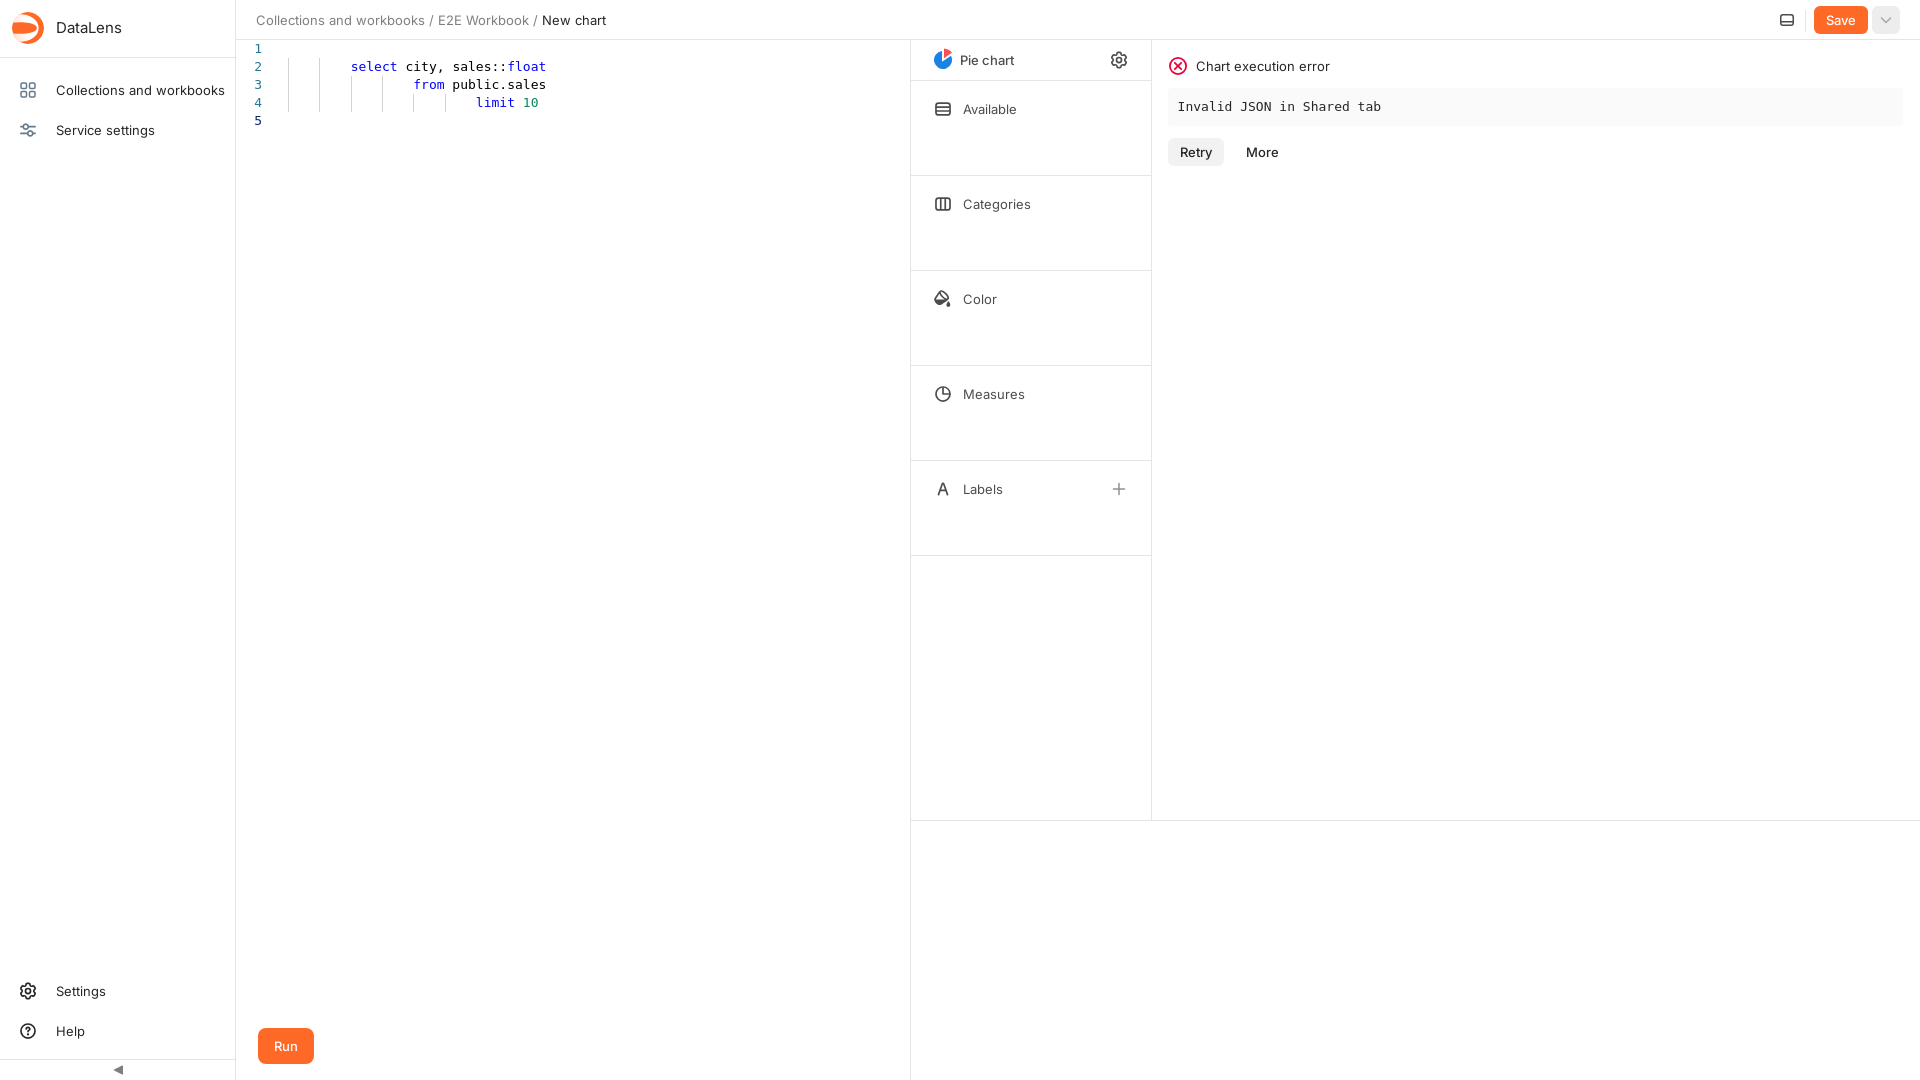 DataLens
Collections and workbooks
Service settings
Settings
Help
Collections and workbooks / E2E Workbook / New chart
Save
1
2 select city, sales::float
3 from public.sales
4 limit 10
5
Run
Pie chart
Available
Categories
Color
Measures
Labels
Chart execution error
Invalid JSON in Shared tab
Retry More